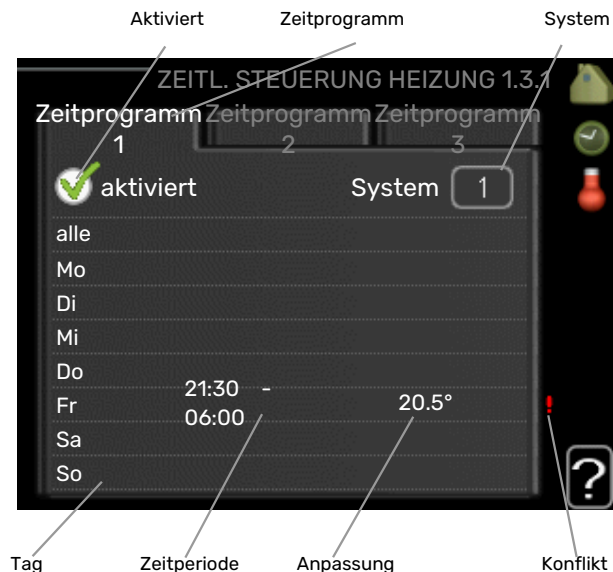 Aktiviert Zeitprogramm System
ZEITL. STEUERUNG HEIZUNG 1.3.1
Zeitprogramm Zeitprogramm Zeitprogramm
1 2 3
aktiviert System 1
alle
Mo
Di
Mi
Do
Fr 21:30 - 06:00 20.5° !
Sa
So
?
Tag Zeitperiode Anpassung Konflikt